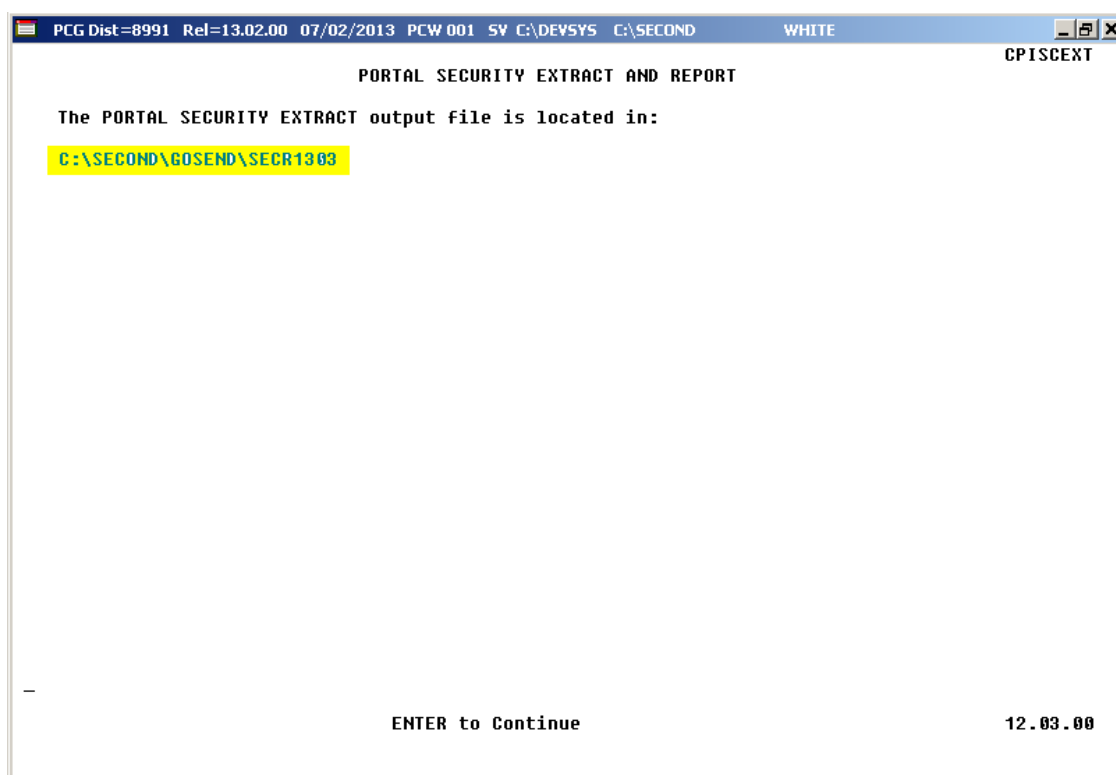 PCG Dist=8991 Rel=13.02.00 07/02/2013 PCW 001 SV C:\DEVSYS C:\SECOND WHITE
CPISCEXT
PORTAL SECURITY EXTRACT AND REPORT
The PORTAL SECURITY EXTRACT output file is located in:
C:\SECOND\GOSEND\SECR1303
ENTER to Continue 12.03.00